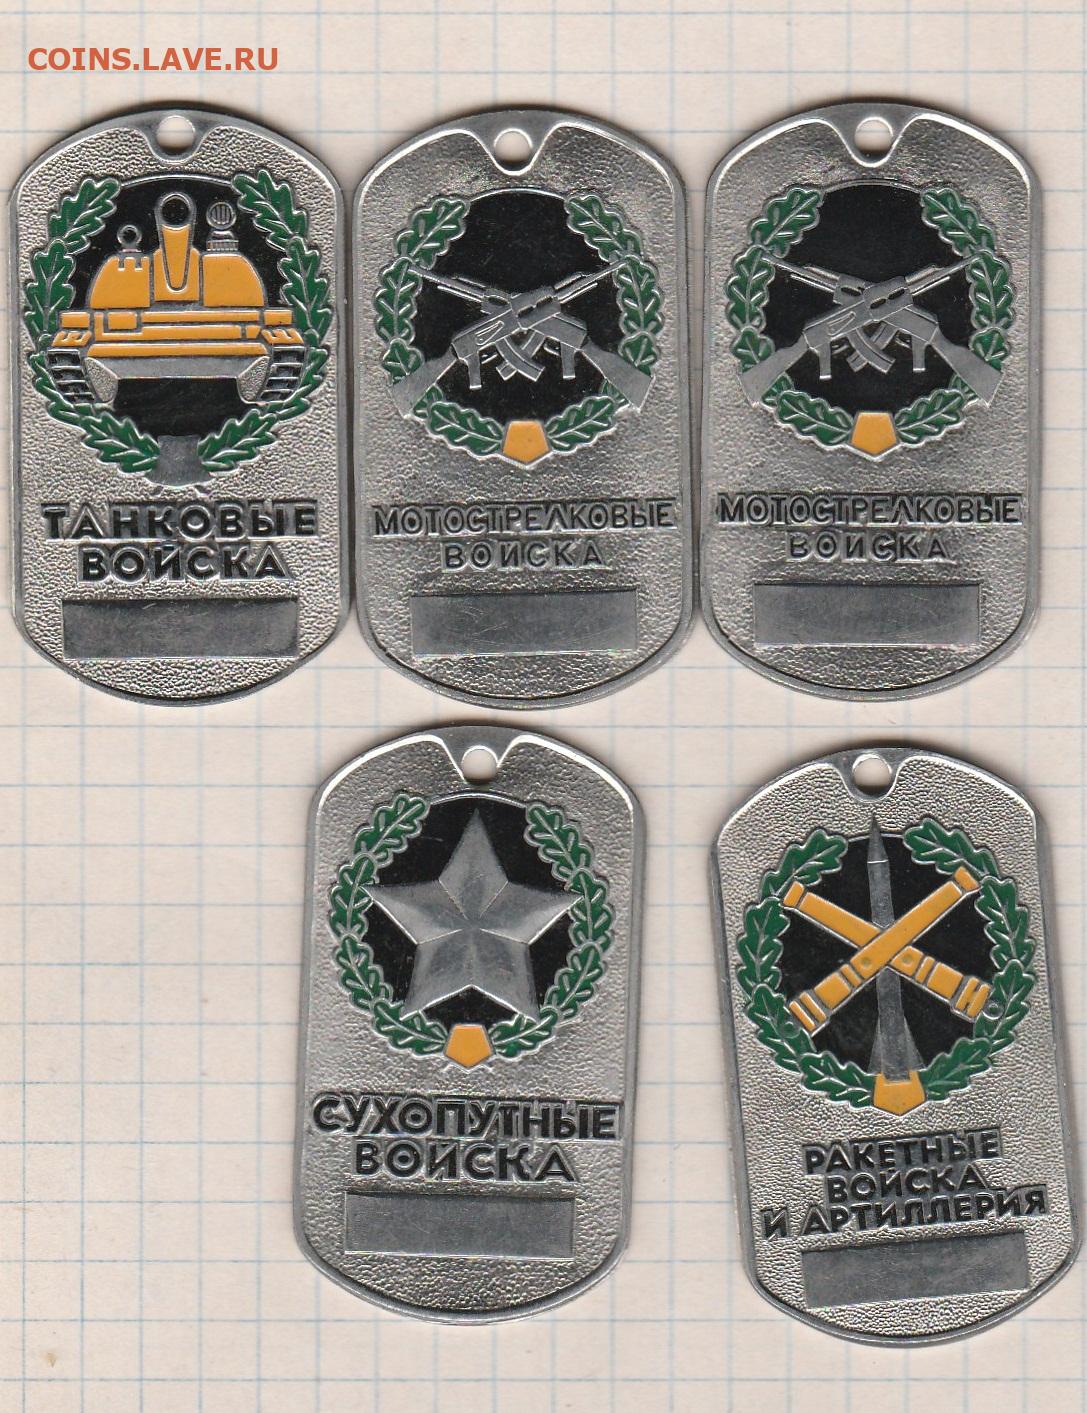 COINS.LAVE.RU
ТАНКОВЫЕ
ВОЙСКА
МОТОСТРЕЛКОВЫЕ
ВОЙСКА
МОТОСТРЕЛКОВЫЕ
ВОЙСКА
СУХОПУТНЫЕ
ВОЙСКА
РАКЕТНЫЕ
ВОЙСКА
И АРТИЛЛЕРИЯ